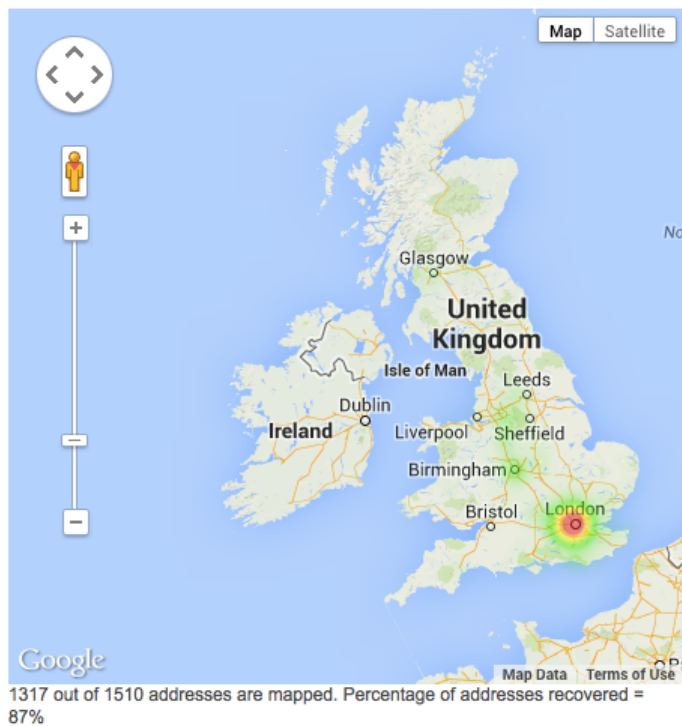 Map Satellite
No
Glasgow
United
Kingdom
Isle of Man
Leeds
Dublin
Ireland
Liverpool Sheffield
Birmingham
Bristol London
Google
Map Data Terms of Use
1317 out of 1510 addresses are mapped. Percentage of addresses recovered =
87%